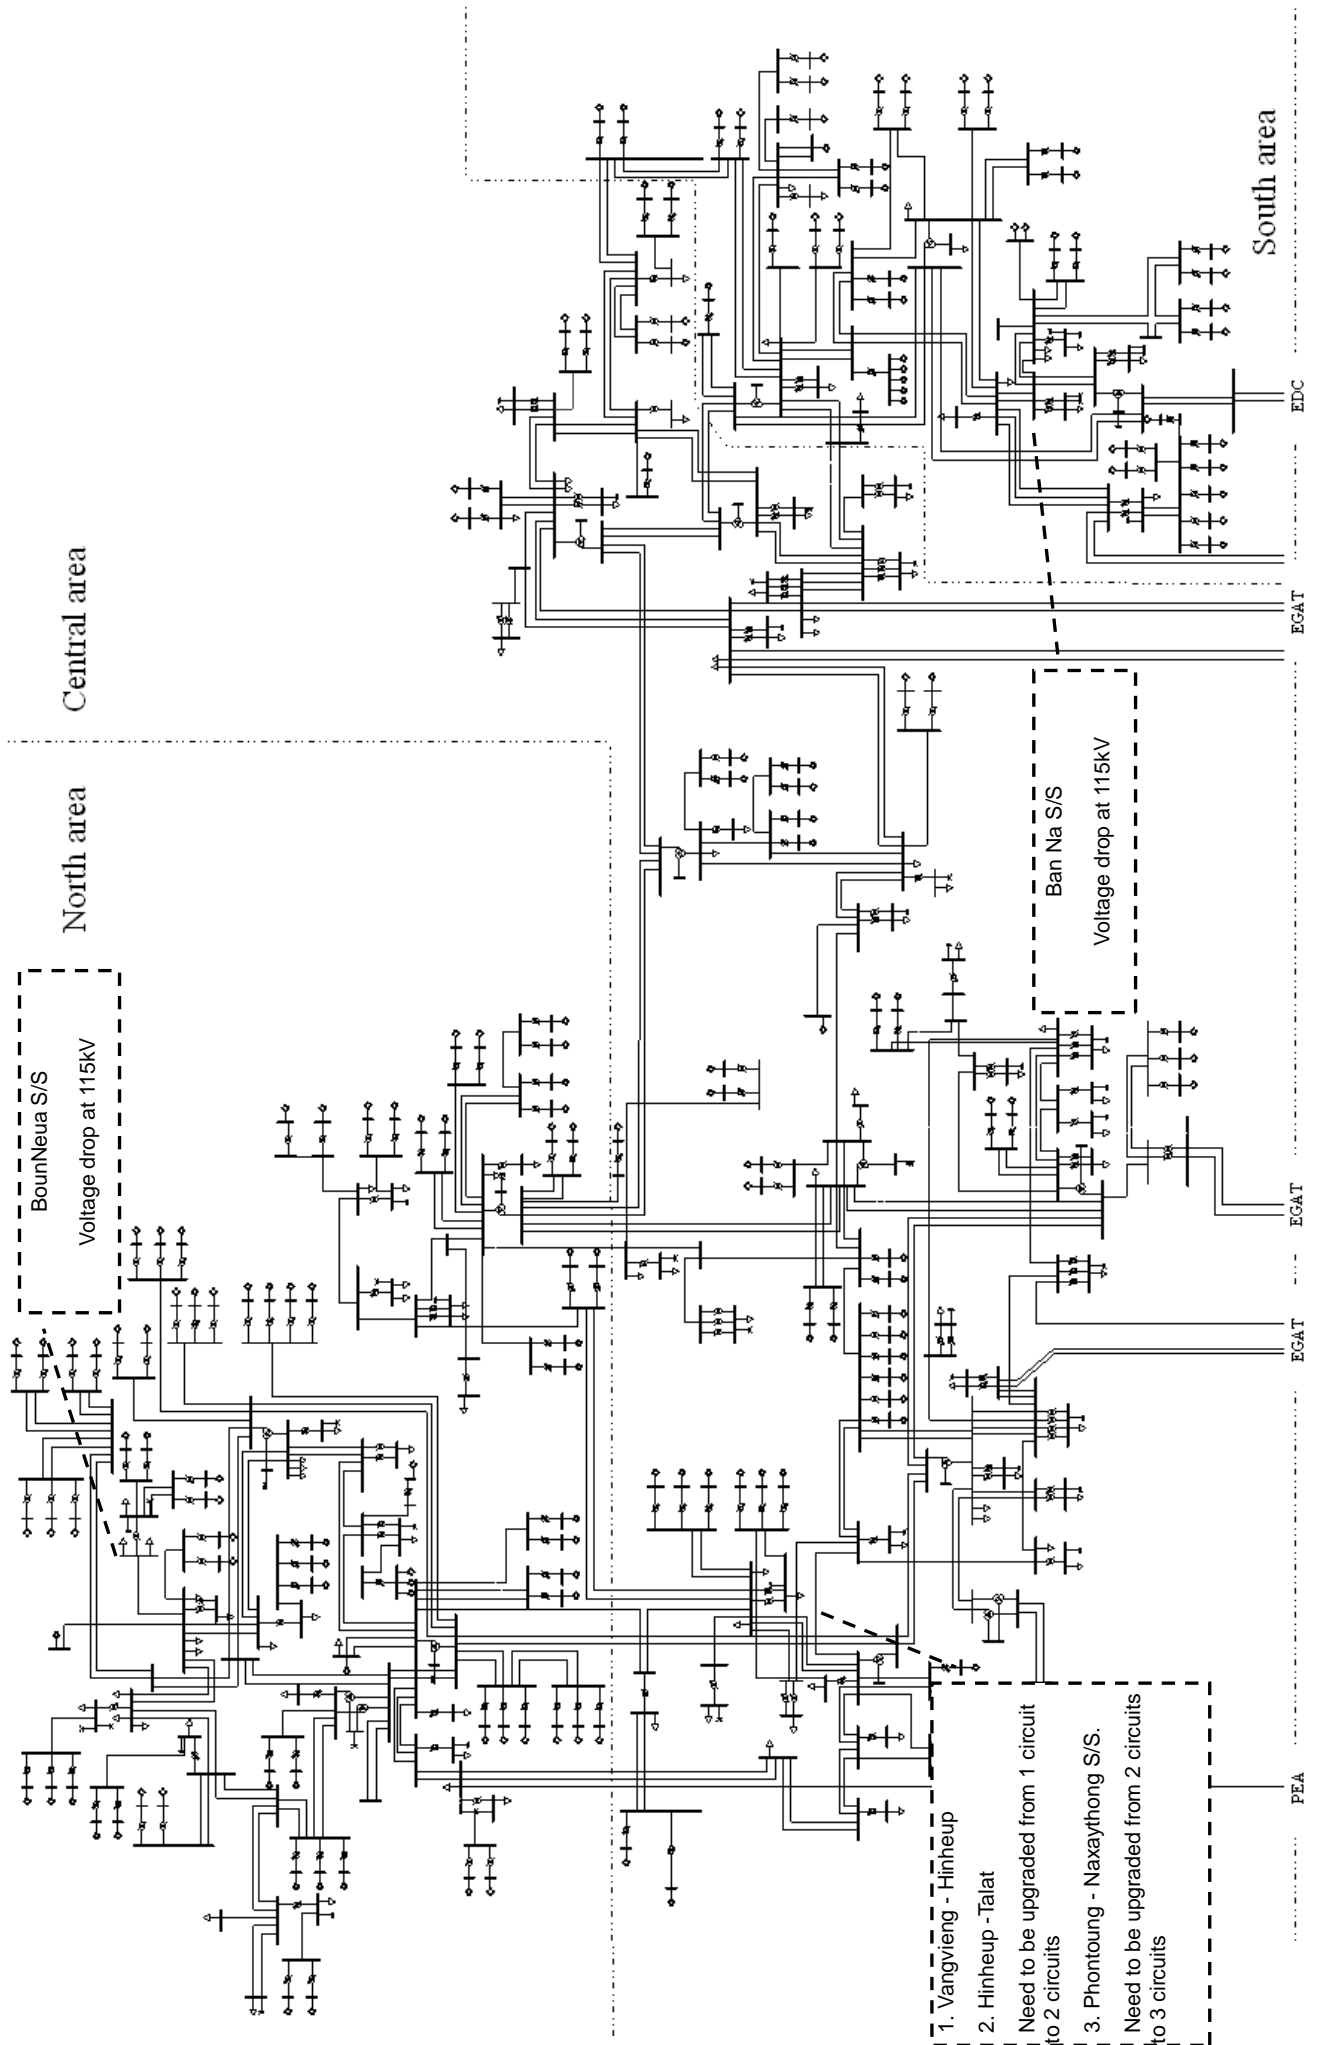 North area
Central area
South area
BounNeua S/S
Voltage drop at 115kV
Ban Na S/S
Voltage drop at 115kV
1. Vangvieng - Hinheup
2. Hinheup -Talat
Need to be upgraded from 1 circuit
to 2 circuits
3. Phontoung - Naxaythong S/S.
Need to be upgraded from 2 circuits
to 3 circuits
PEA
EGAT
EGAT
EGAT
EDC